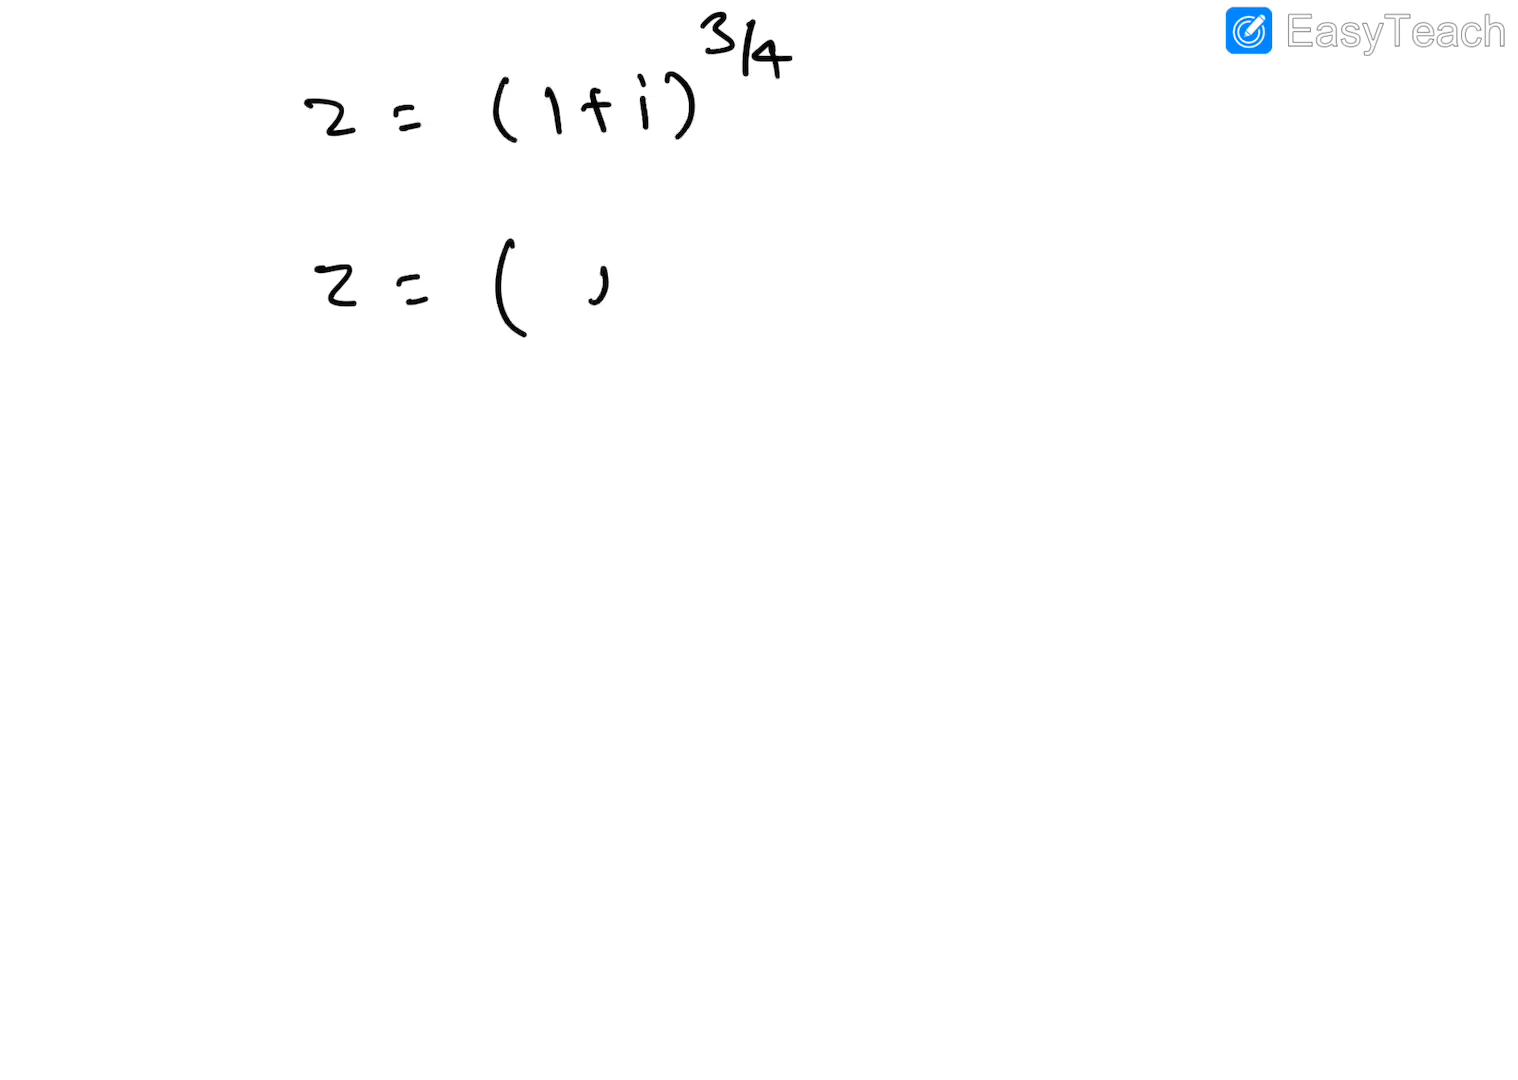 EasyTeach
z = (1+i)^3/4
z = ( )